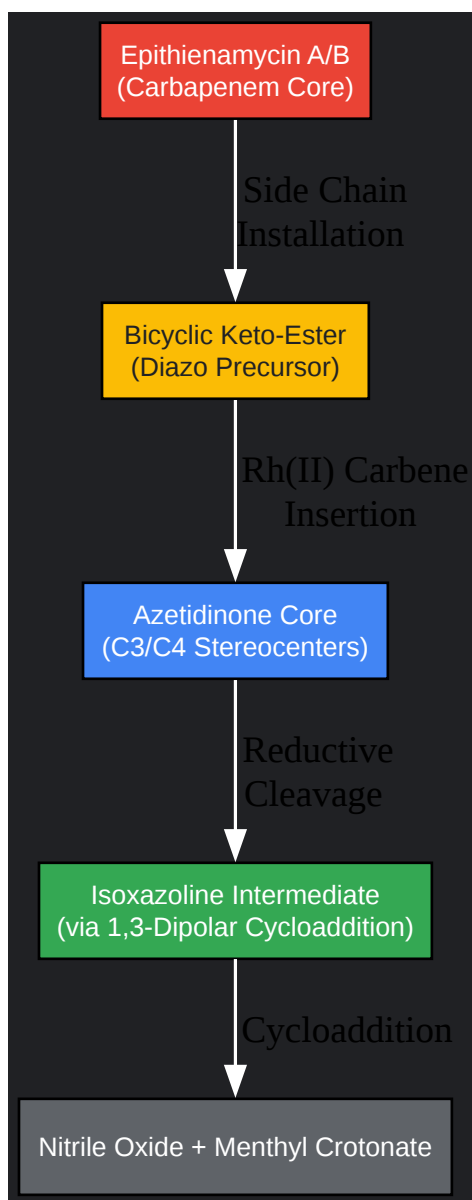 Epithienamycin A/B
(Carbapenem Core)
Side Chain
Installation
Bicyclic Keto-Ester
(Diazo Precursor)
Rh(II) Carbene
Insertion
Azetidinone Core
(C3/C4 Stereocenters)
Reductive
Cleavage
Isoxazoline Intermediate
(via 1,3-Dipolar Cycloaddition)
Cycloaddition
Nitrile Oxide + Menthyl Crotonate